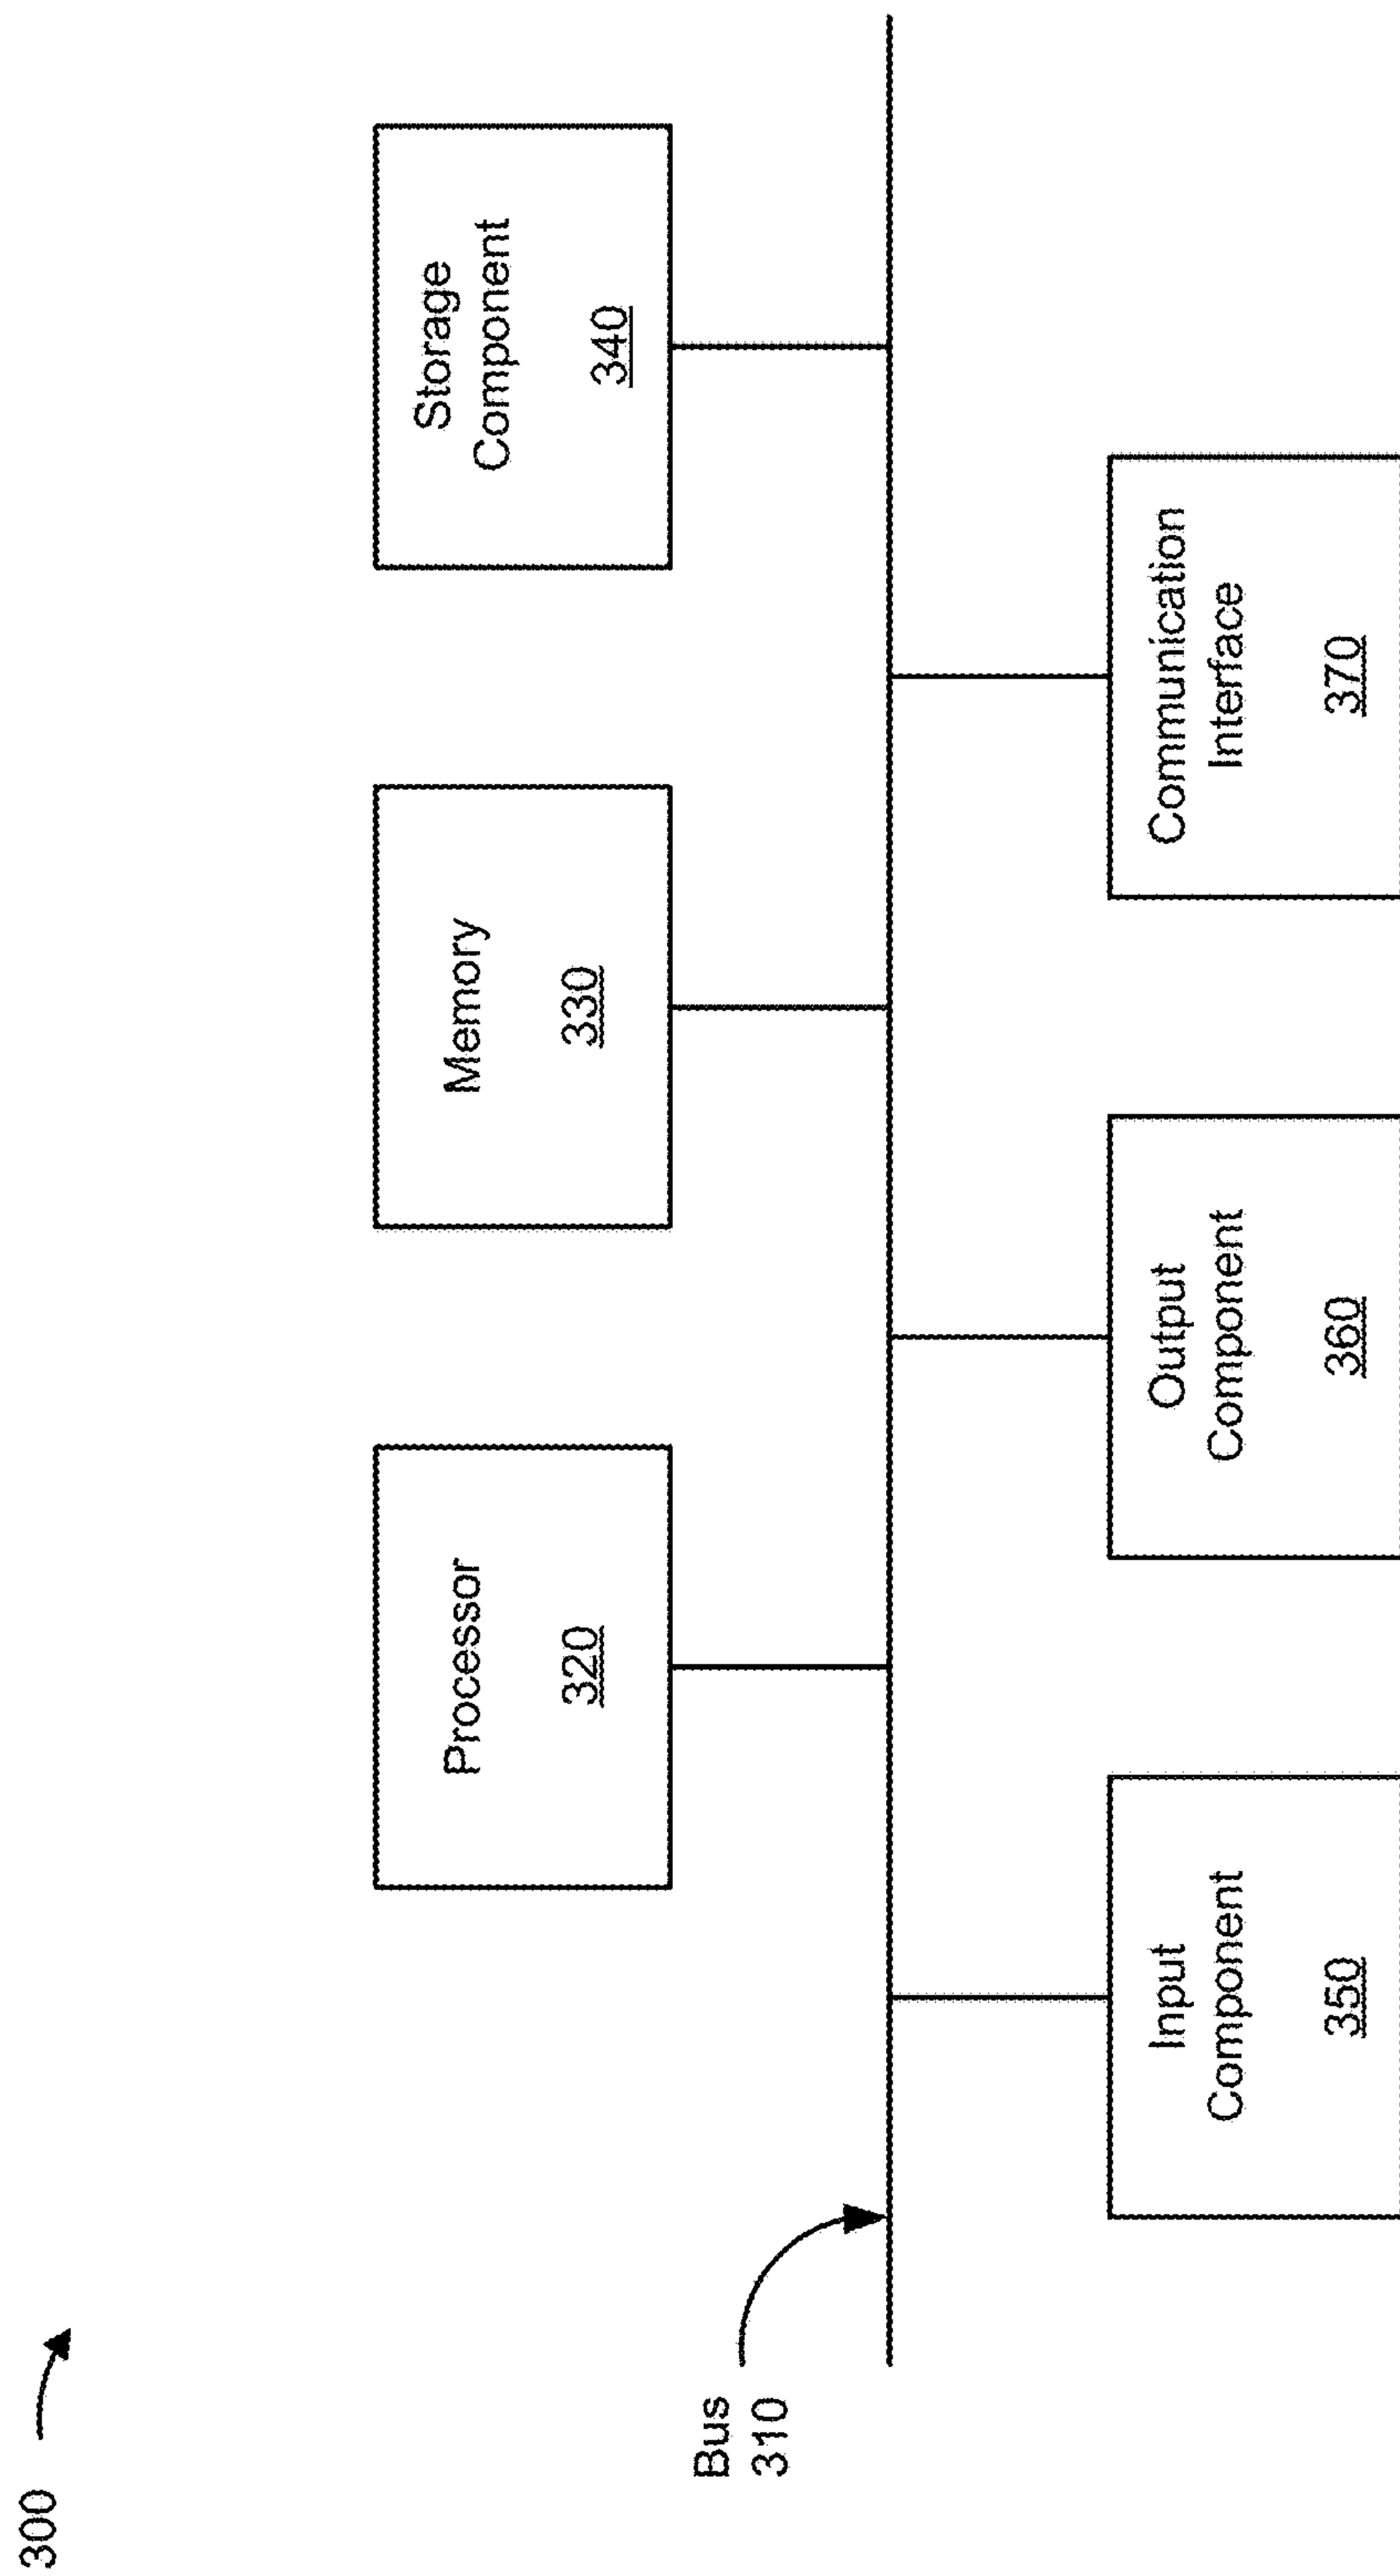 300
Processor
320
Memory
330
Storage
Component
340
Bus
310
Input
Component
350
Output
Component
360
Communication
Interface
370